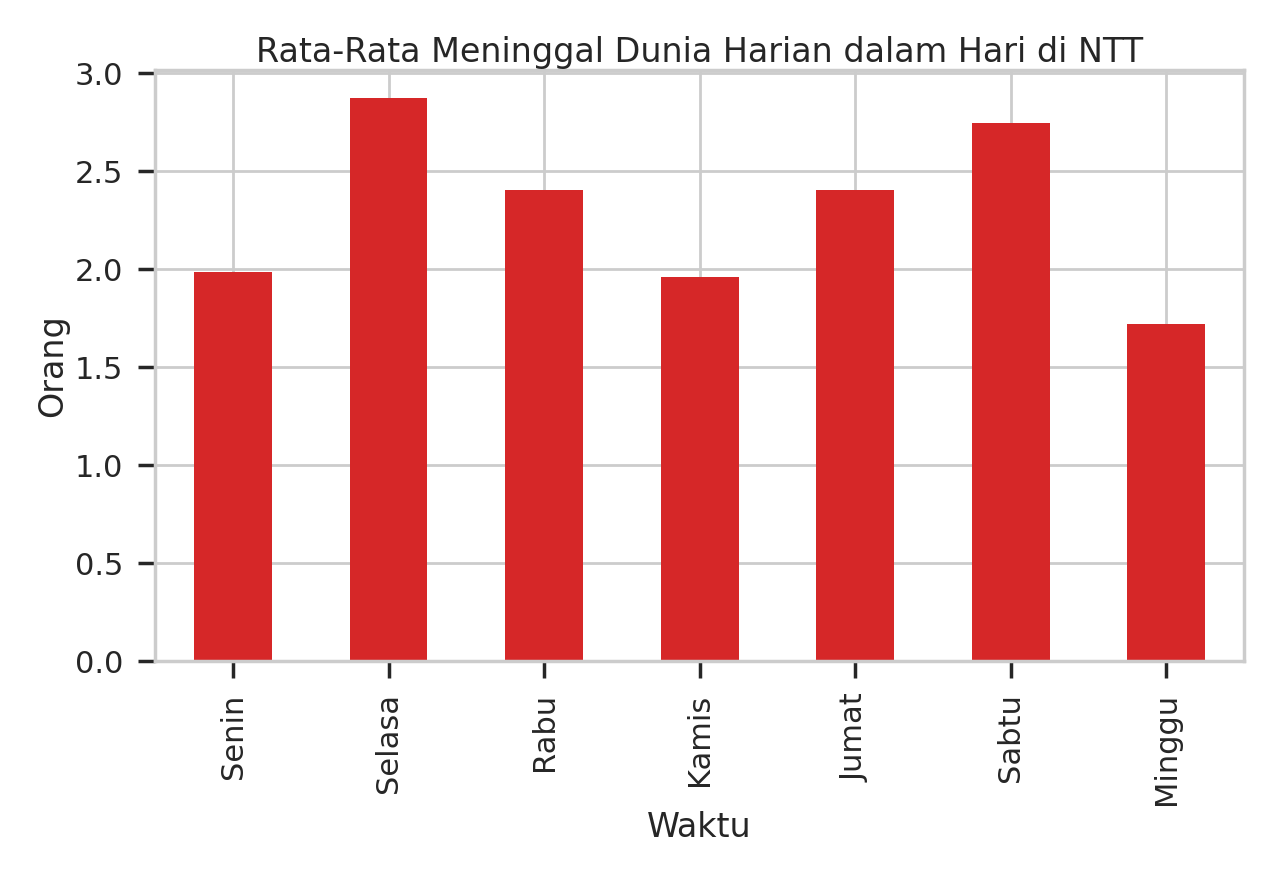 Rata-Rata Meninggal Dunia Harian dalam Hari di NTT
3.0
2.5
2.0
1.5
1.0
0.5
0.0
Orang
Senin
Selasa
Rabu
Kamis
Jumat
Sabtu
Minggu
Waktu